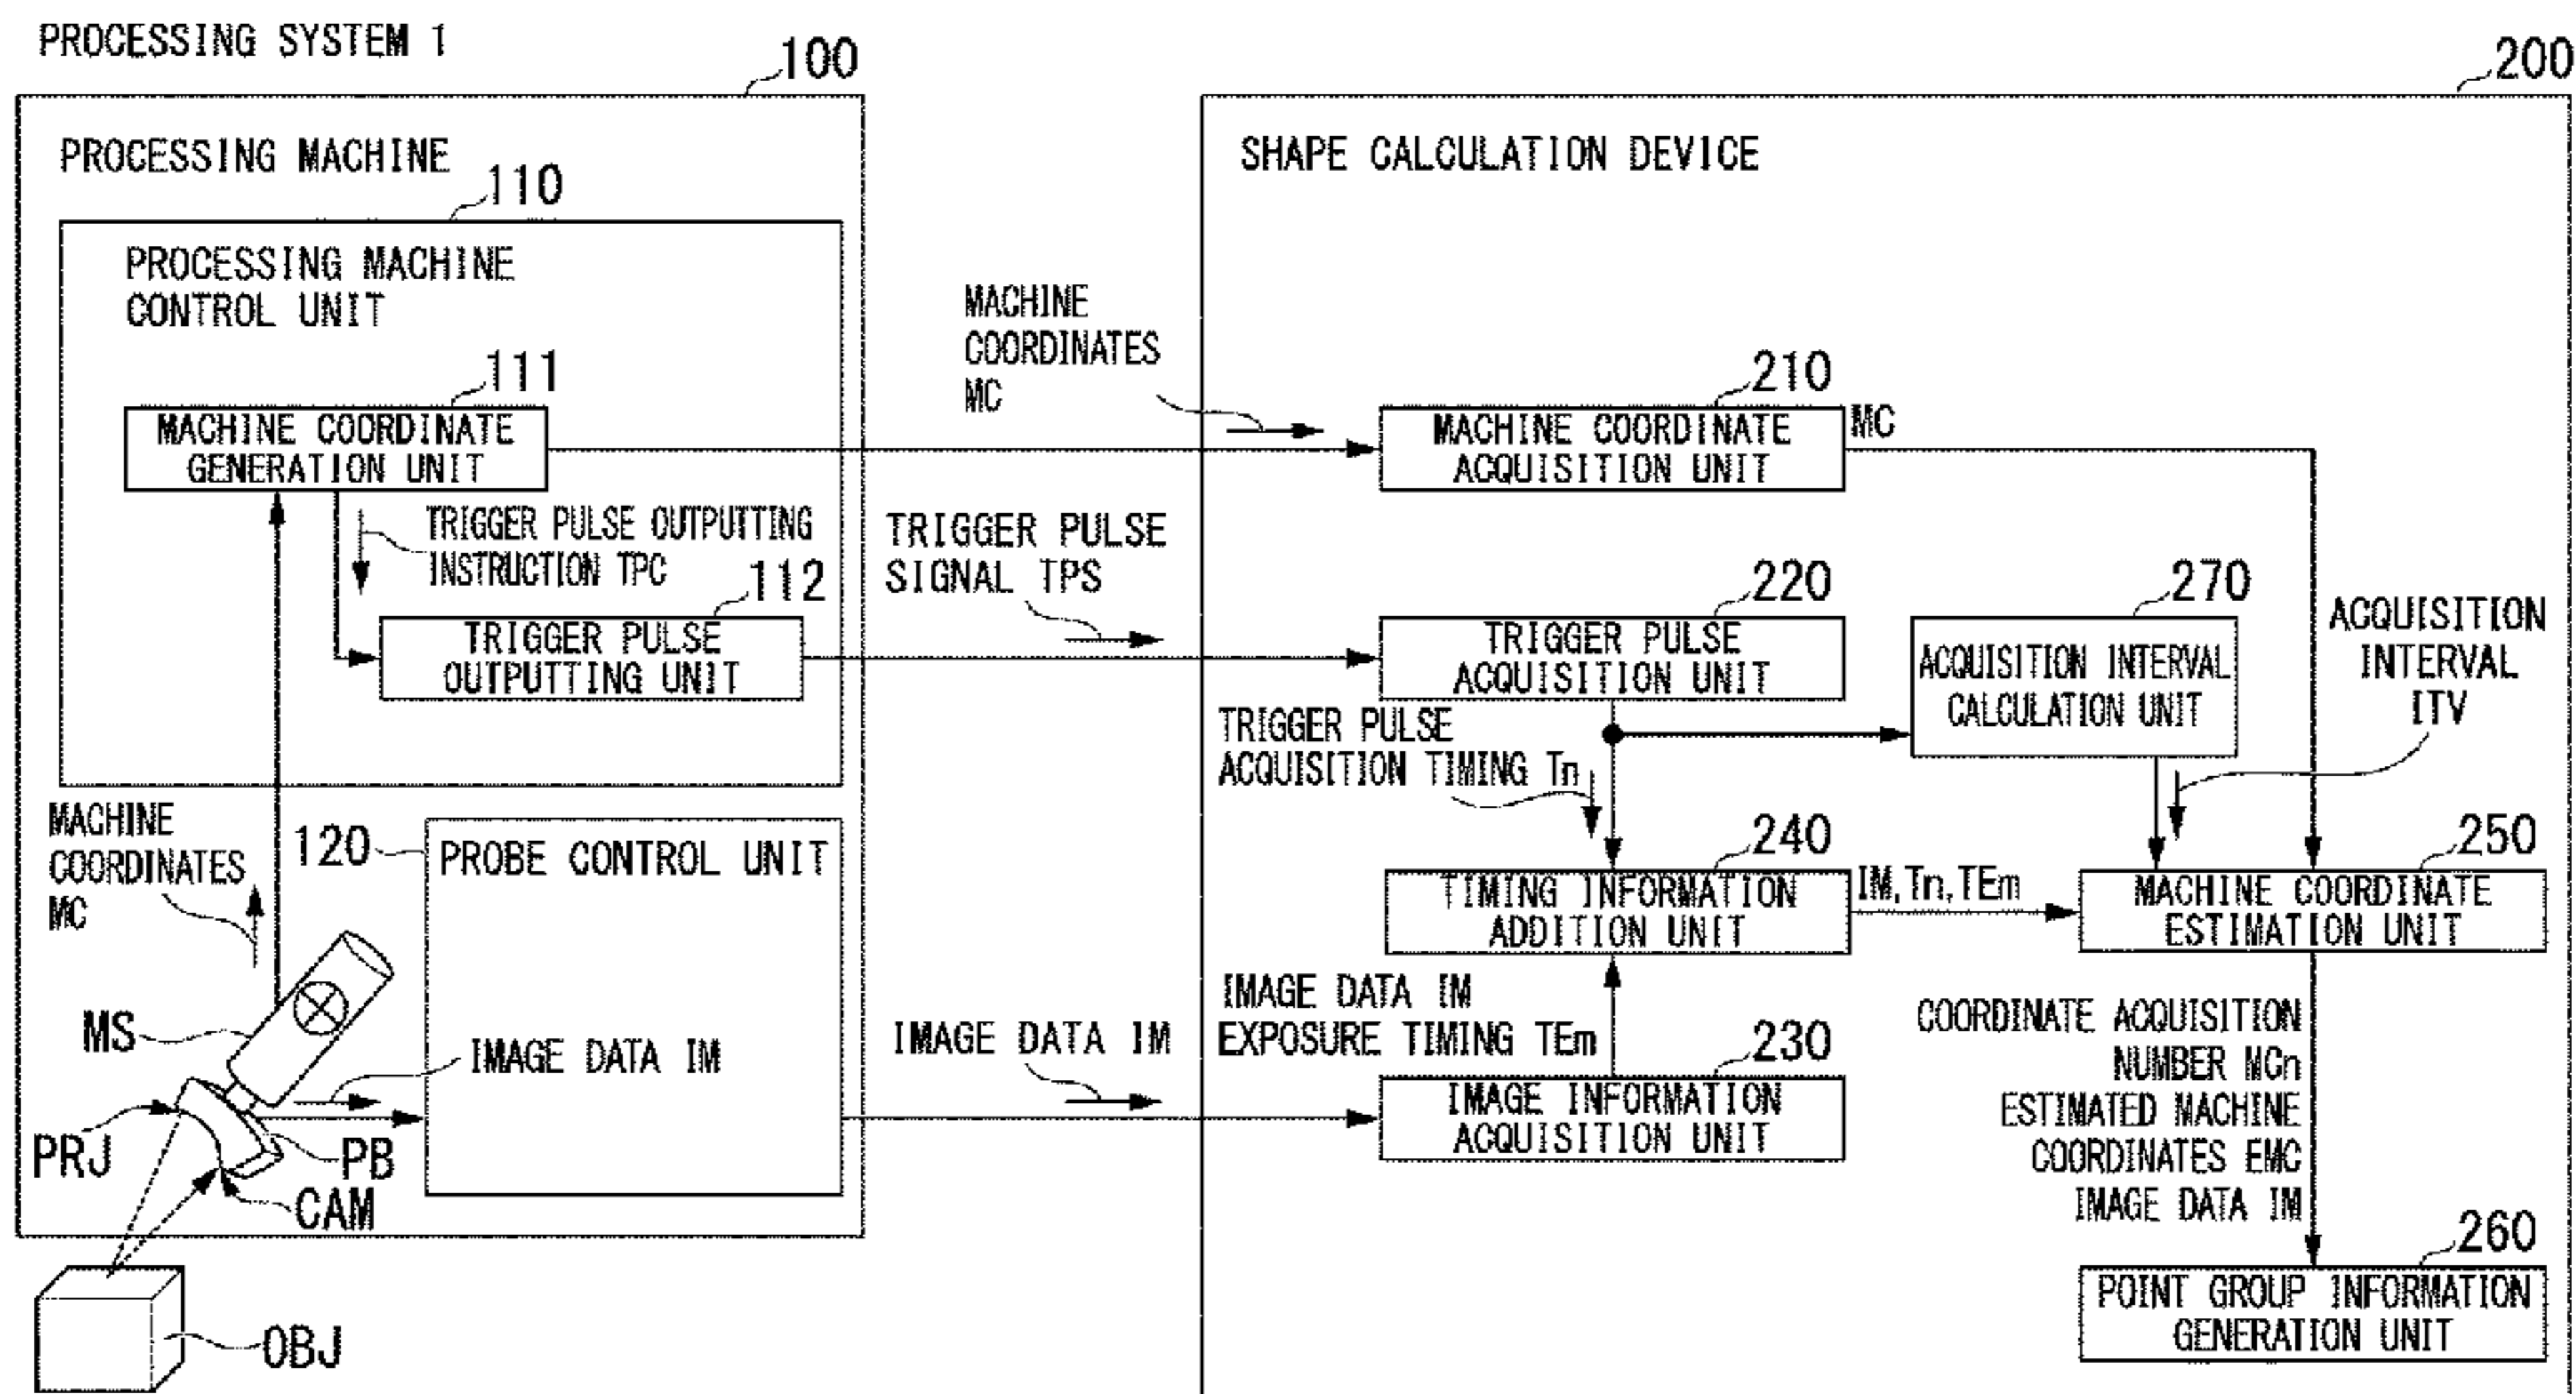 PROCESSING SYSTEM 1
100
200
PROCESSING MACHINE
110
PROCESSING MACHINE
CONTROL UNIT
111
MACHINE COORDINATE
GENERATION UNIT
TRIGGER PULSE OUTPUTTING
INSTRUCTION TPC
112
TRIGGER PULSE
OUTPUTTING UNIT
MACHINE
COORDINATES
MC
120
PROBE CONTROL UNIT
MS
IMAGE DATA IM
PRJ
PB
CAM
OBJ
MACHINE
COORDINATES
MC
TRIGGER PULSE
SIGNAL TPS
IMAGE DATA IM
SHAPE CALCULATION DEVICE
210
MACHINE COORDINATE
ACQUISITION UNIT
MC
220
TRIGGER PULSE
ACQUISITION UNIT
270
ACQUISITION INTERVAL
CALCULATION UNIT
ACQUISITION
INTERVAL
ITV
TRIGGER PULSE
ACQUISITION TIMING Tn
240
TIMING INFORMATION
ADDITION UNIT
IM,Tn,TEm
250
MACHINE COORDINATE
ESTIMATION UNIT
IMAGE DATA IM
EXPOSURE TIMING TEm
230
IMAGE INFORMATION
ACQUISITION UNIT
COORDINATE ACQUISITION
NUMBER MCn
ESTIMATED MACHINE
COORDINATES EMC
IMAGE DATA IM
260
POINT GROUP INFORMATION
GENERATION UNIT